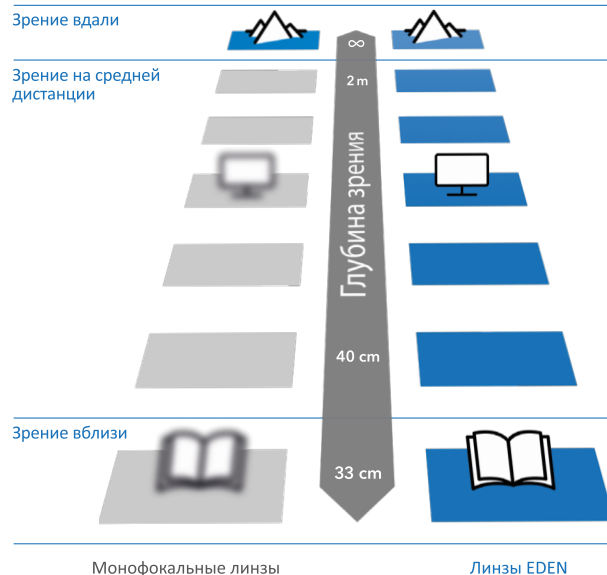 Зрение вдали
∞
Зрение на средней
дистанции
2 m
Глубина зрения
40 cm
Зрение вблизи
33 cm
Монофокальные линзы
Линзы EDEN